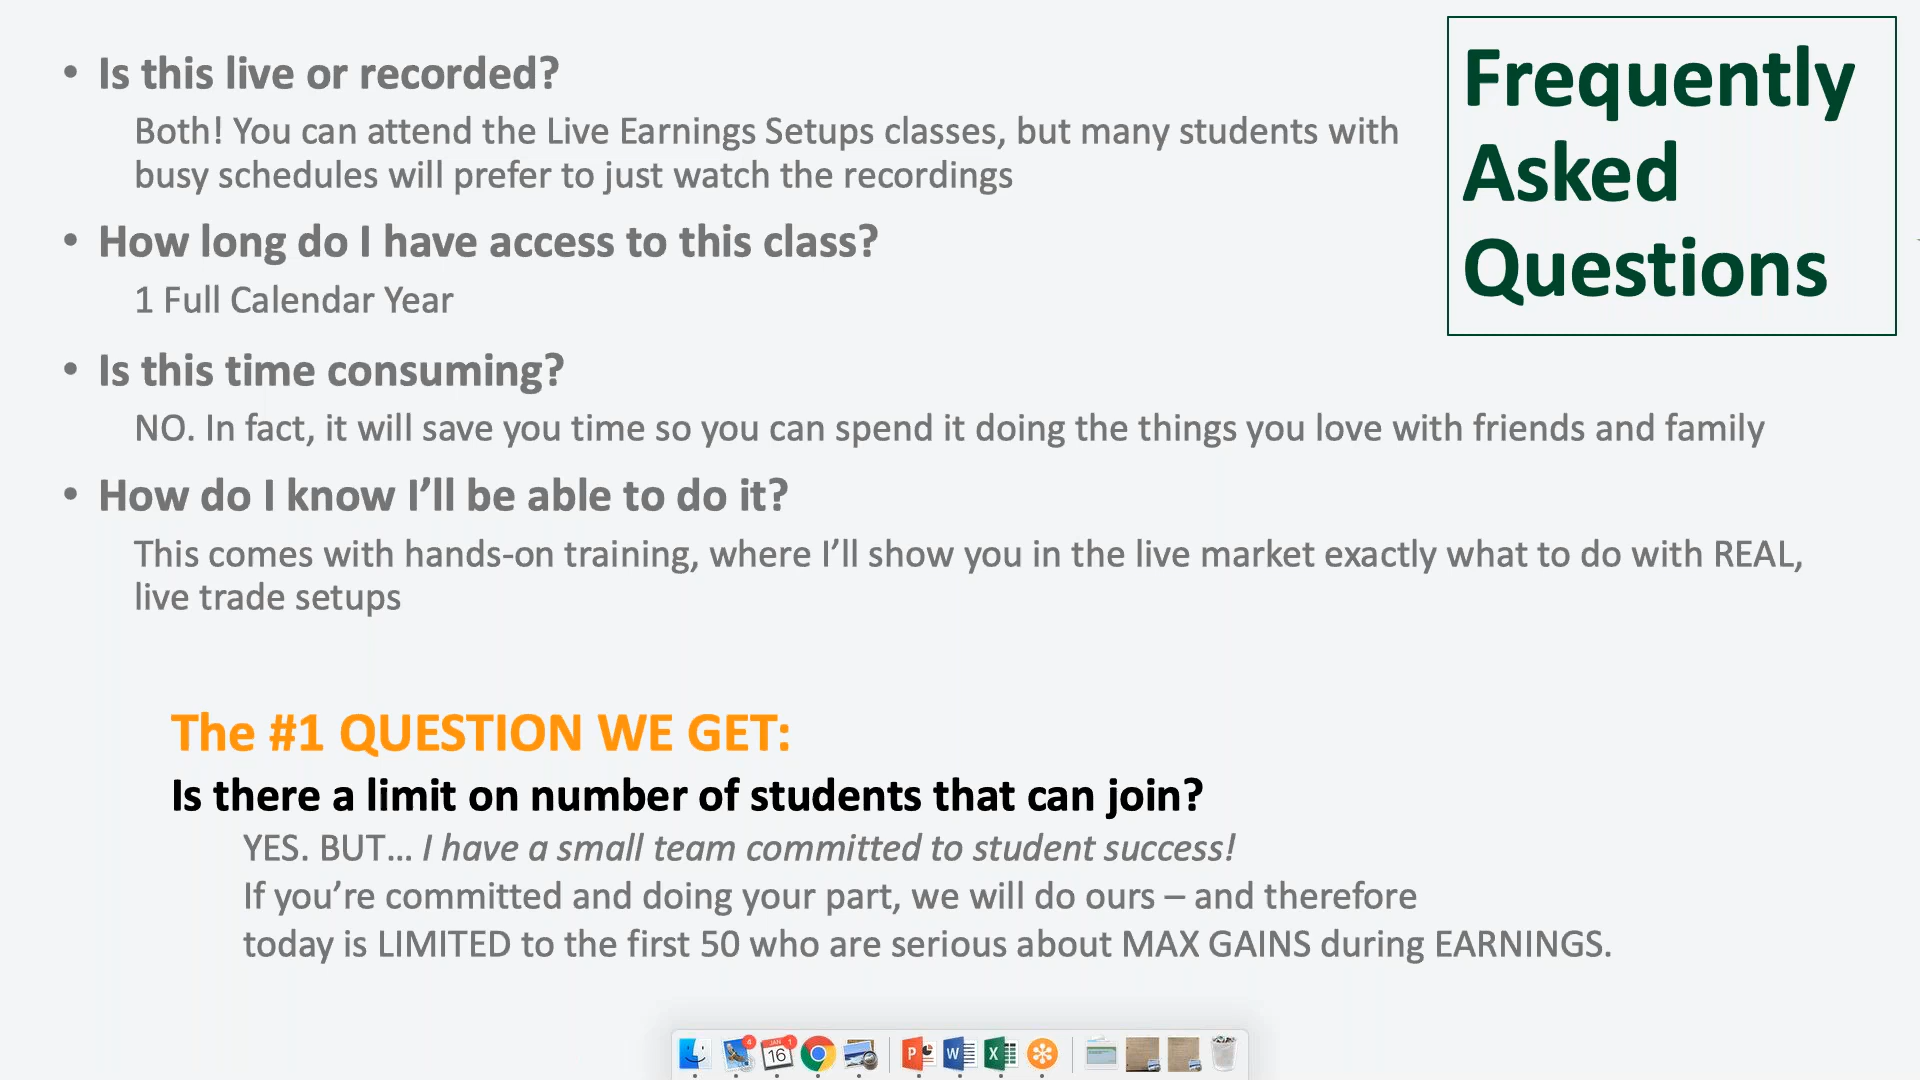 • Is this live or recorded?
Both! You can attend the Live Earnings Setups classes, but many students with
busy schedules will prefer to just watch the recordings
• How long do I have access to this class?
1 Full Calendar Year
• Is this time consuming?
NO. In fact, it will save you time so you can spend it doing the things you love with friends and family
• How do I know I’ll be able to do it?
This comes with hands-on training, where I’ll show you in the live market exactly what to do with REAL,
live trade setups
Frequently
Asked
Questions
The #1 QUESTION WE GET:
Is there a limit on number of students that can join?
YES. BUT… I have a small team committed to student success!
If you’re committed and doing your part, we will do ours – and therefore
today is LIMITED to the first 50 who are serious about MAX GAINS during EARNINGS.
JAN
16
1
P
W
X